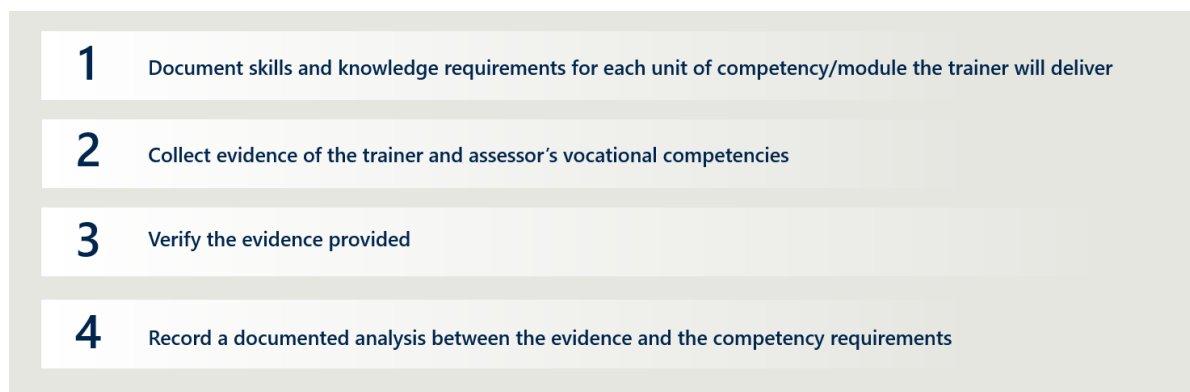 1 Document skills and knowledge requirements for each unit of competency/module the trainer will deliver
2 Collect evidence of the trainer and assessor’s vocational competencies
3 Verify the evidence provided
4 Record a documented analysis between the evidence and the competency requirements